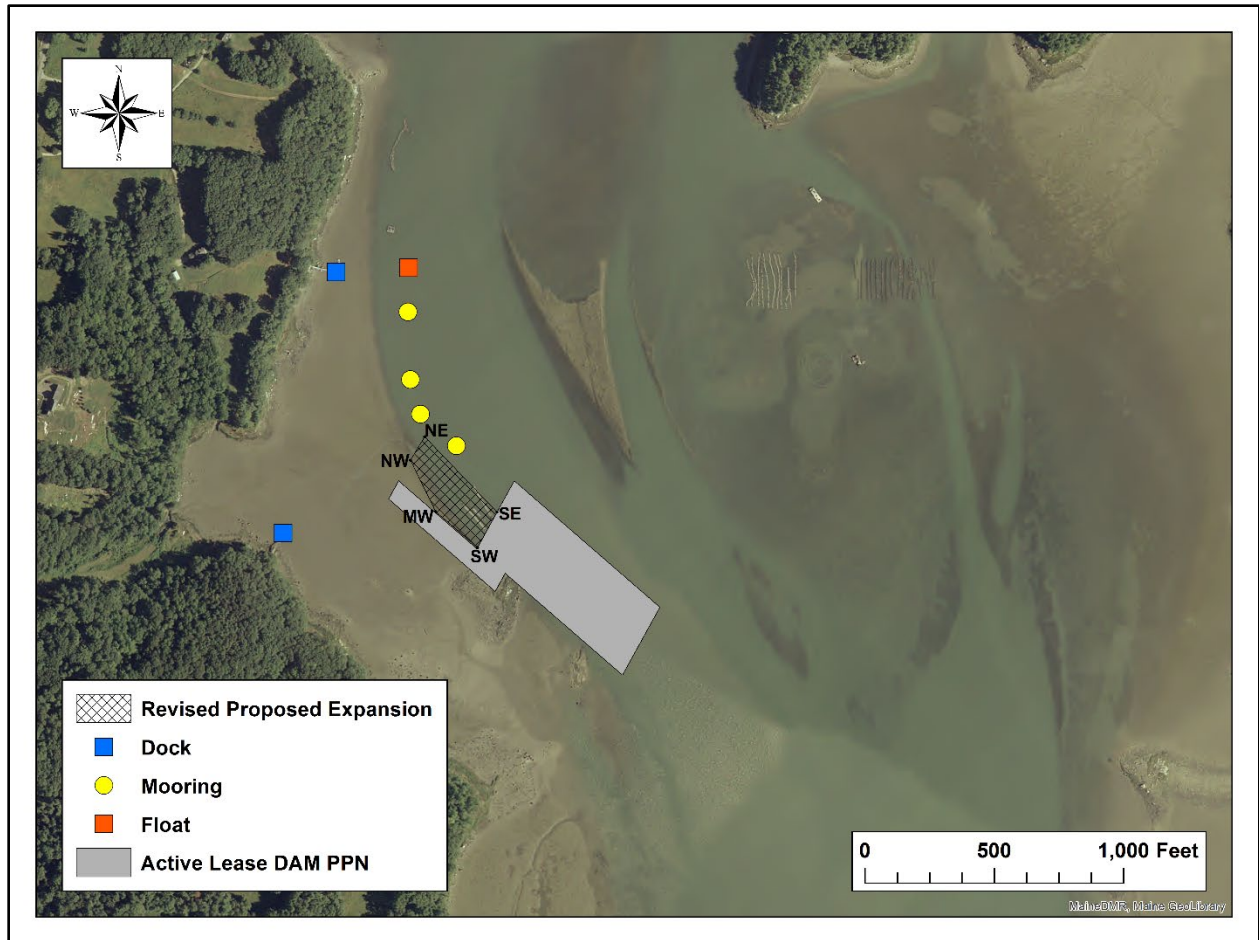 N
W E
S
NE
NW
MW
SE
SW
Revised Proposed Expansion
Dock
Mooring
Float
Active Lease DAM PPN
0 500 1,000 Feet
MaineDMR, Maine GeoLibrary